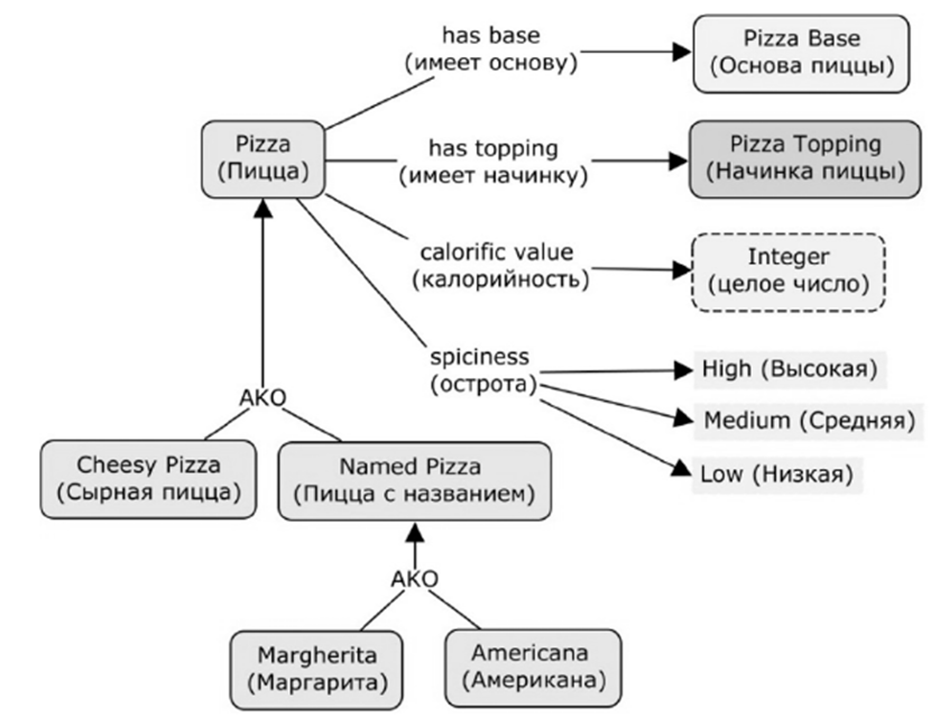 has base
(имеет основу)
Pizza Base
(Основа пиццы)
Pizza
(Пицца)
has topping
(имеет начинку)
Pizza Topping
(Начинка пиццы)
calorific value
(калорийность)
Integer
(целое число)
spiciness
(острота)
High (Высокая)
Medium (Средняя)
Low (Низкая)
AKO
Cheesy Pizza
(Сырная пицца)
Named Pizza
(Пицца с названием)
AKO
Margherita
(Маргарита)
Americana
(Американа)